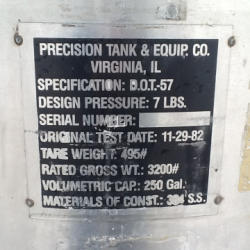 PRECISION TANK & EQUIP. CO.
VIRGINIA, IL
SPECIFICATION: D.O.T.-57
DESIGN PRESSURE: 7 LBS.
SERIAL NUMBER:
ORIGINAL TEST DATE: 11-29-82
TARE WEIGHT: 495#
RATED GROSS WT.: 3200#
VOLUMETRIC CAP: 250 Gal.
MATERIALS OF CONST.: 304 S.S.